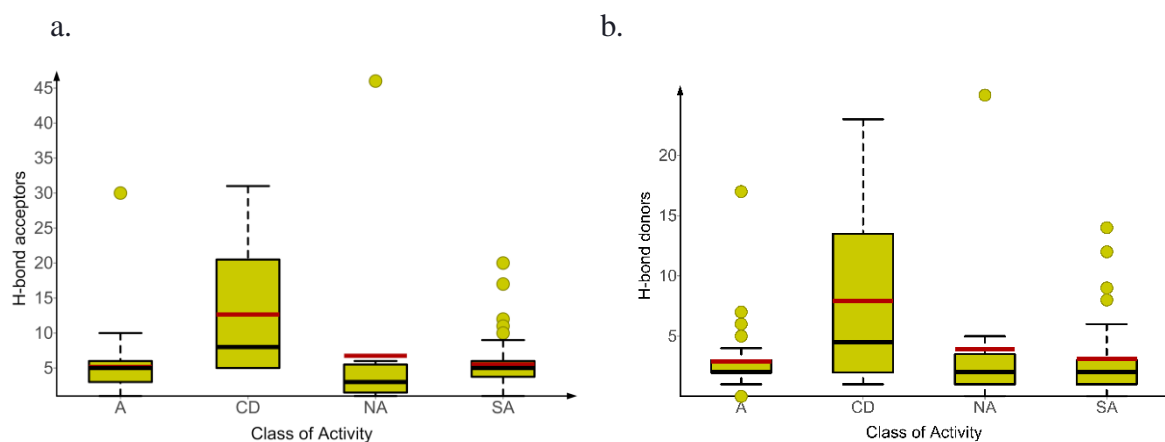 a.
b.
H-bond acceptors
45
40
35
30
25
20
15
10
5
A
CD
NA
SA
Class of Activity
H-bond donors
20
15
10
5
A
CD
NA
SA
Class of Activity